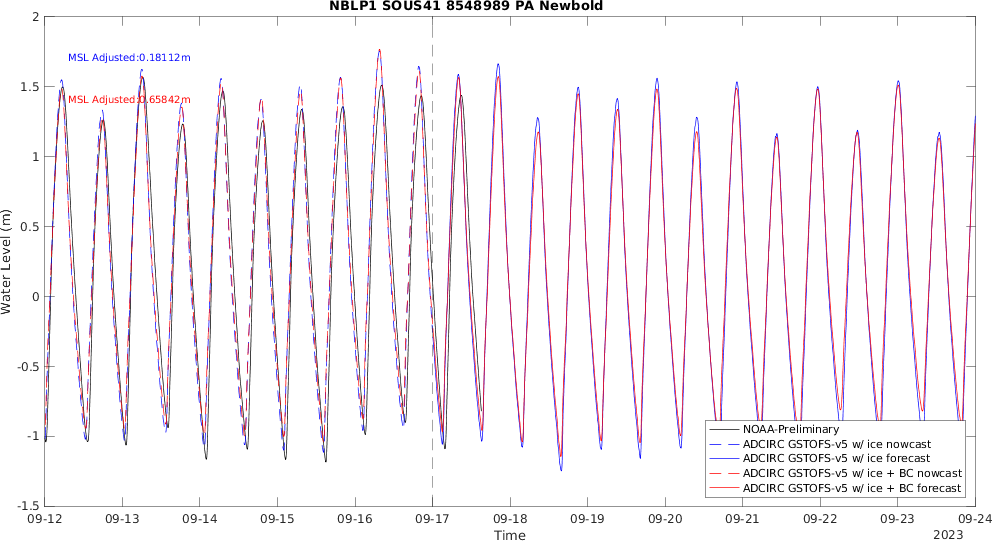 NBLP1 SOUS41 8548989 PA Newbold
MSL Adjusted:0.18112m
MSL Adjusted:0.65842m
Water Level (m)
2
1.5
1
0.5
0
-0.5
-1
-1.5
NOAA-Preliminary
ADCIRC GSTOFS-v5 w/ ice nowcast
ADCIRC GSTOFS-v5 w/ ice forecast
ADCIRC GSTOFS-v5 w/ ice + BC nowcast
ADCIRC GSTOFS-v5 w/ ice + BC forecast
09-12 09-13 09-14 09-15 09-16 09-17 09-18 09-19 09-20 09-21 09-22 09-23 09-24
Time
2023